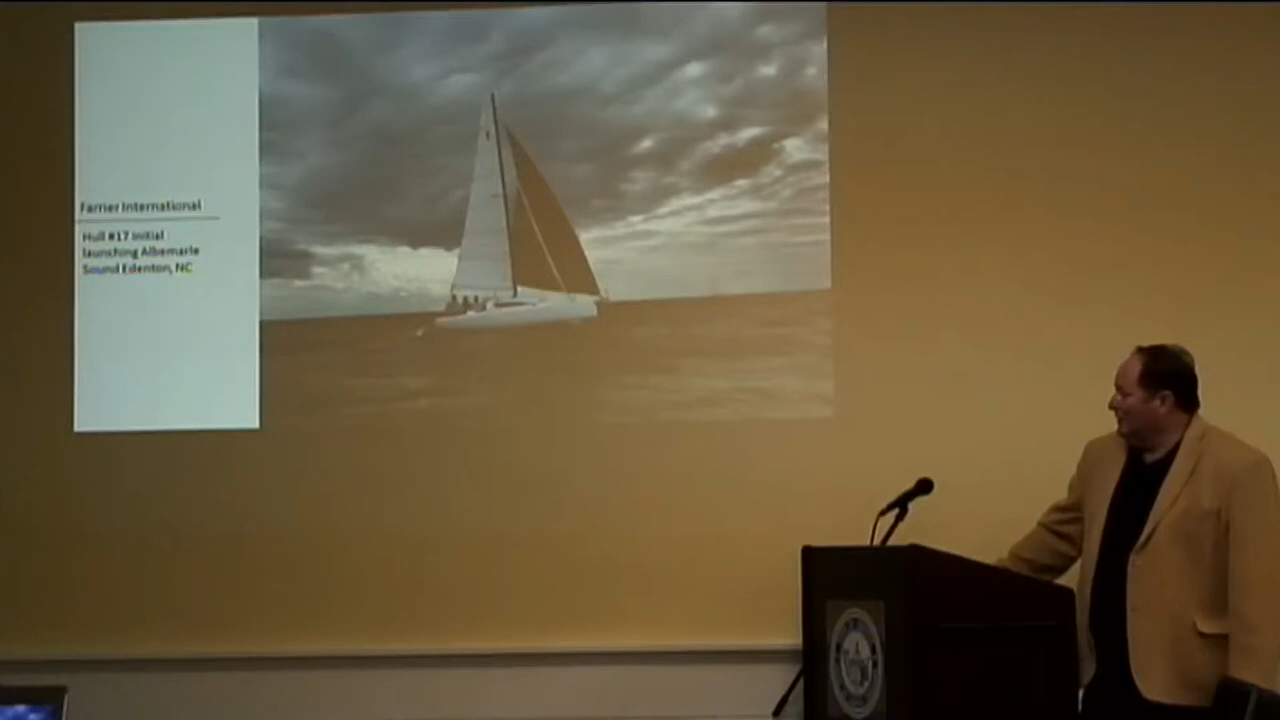 Farrier International
Hull #17 initial
launching Albemarle
Sound Edenton, NC